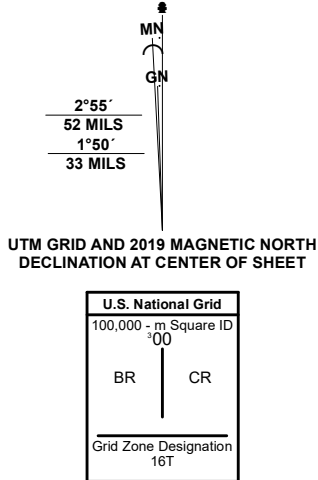 MN
GN
2°55´
52 MILS
1°50´
33 MILS
UTM GRID AND 2019 MAGNETIC NORTH
DECLINATION AT CENTER OF SHEET
U.S. National Grid
100,000 - m Square ID
³00
BR CR
Grid Zone Designation
16T